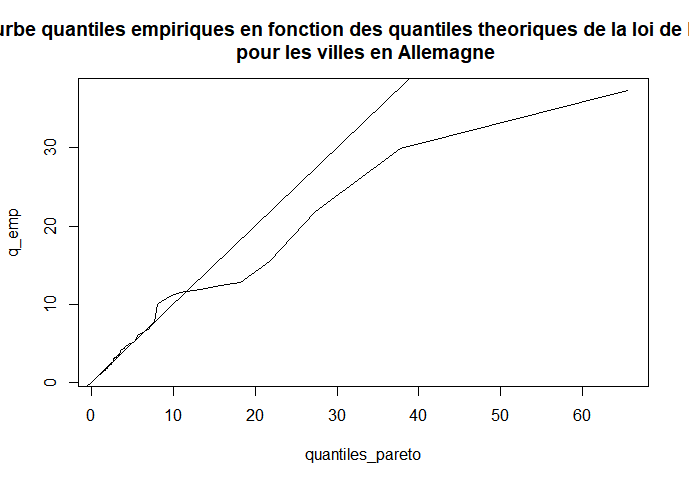 urbe quantiles empiriques en fonction des quantiles theoriques de la loi de
pour les villes en Allemagne
q_emp
30
20
10
0
0 10 20 30 40 50 60
quantiles_pareto